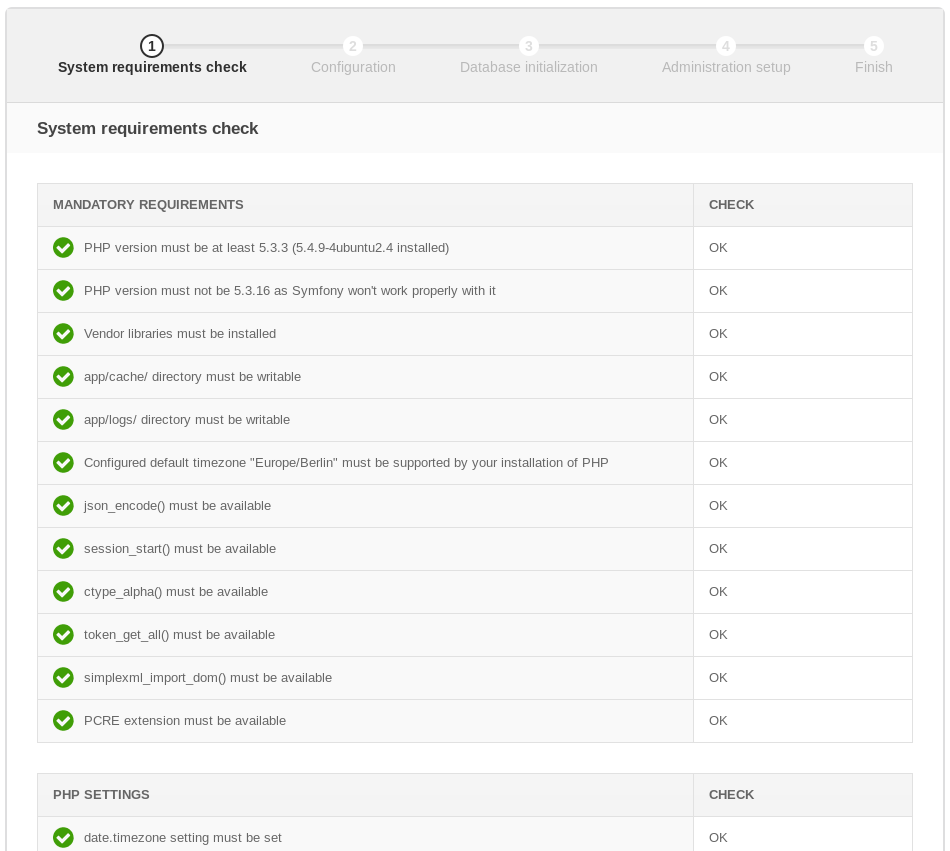 1 2 3 4 5
System requirements check Configuration Database initialization Administration setup Finish
System requirements check
MANDATORY REQUIREMENTS CHECK
PHP version must be at least 5.3.3 (5.4.9-4ubuntu2.4 installed) OK
PHP version must not be 5.3.16 as Symfony won't work properly with it OK
Vendor libraries must be installed OK
app/cache/ directory must be writable OK
app/logs/ directory must be writable OK
Configured default timezone "Europe/Berlin" must be supported by your installation of PHP OK
json_encode() must be available OK
session_start() must be available OK
ctype_alpha() must be available OK
token_get_all() must be available OK
simplexml_import_dom() must be available OK
PCRE extension must be available OK
PHP SETTINGS CHECK
date.timezone setting must be set OK